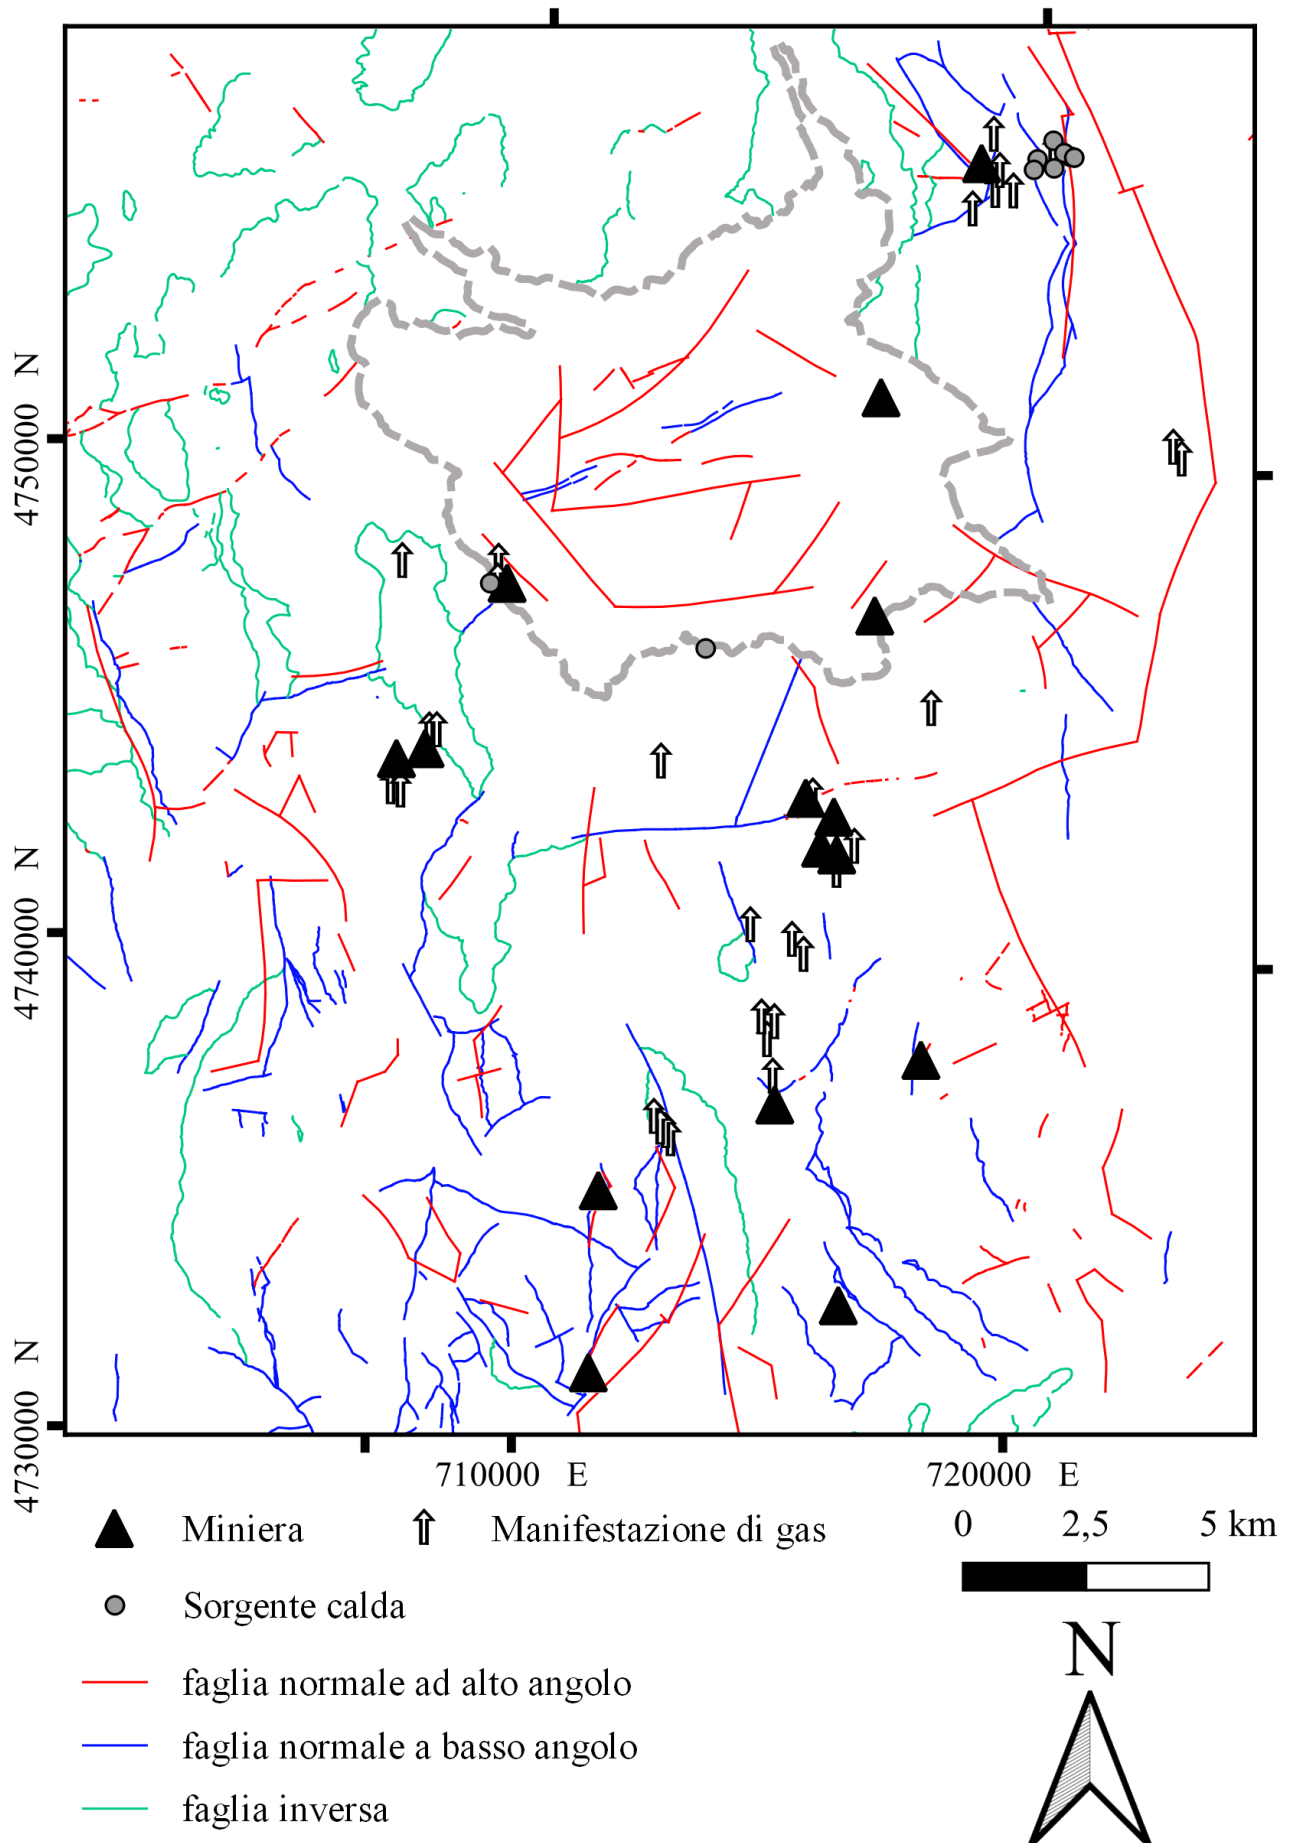 4750000 N
4740000 N
4730000 N
710000 E
720000 E
Miniera
Manifestazione di gas
0 2,5 5 km
Sorgente calda
N
faglia normale ad alto angolo
faglia normale a basso angolo
faglia inversa